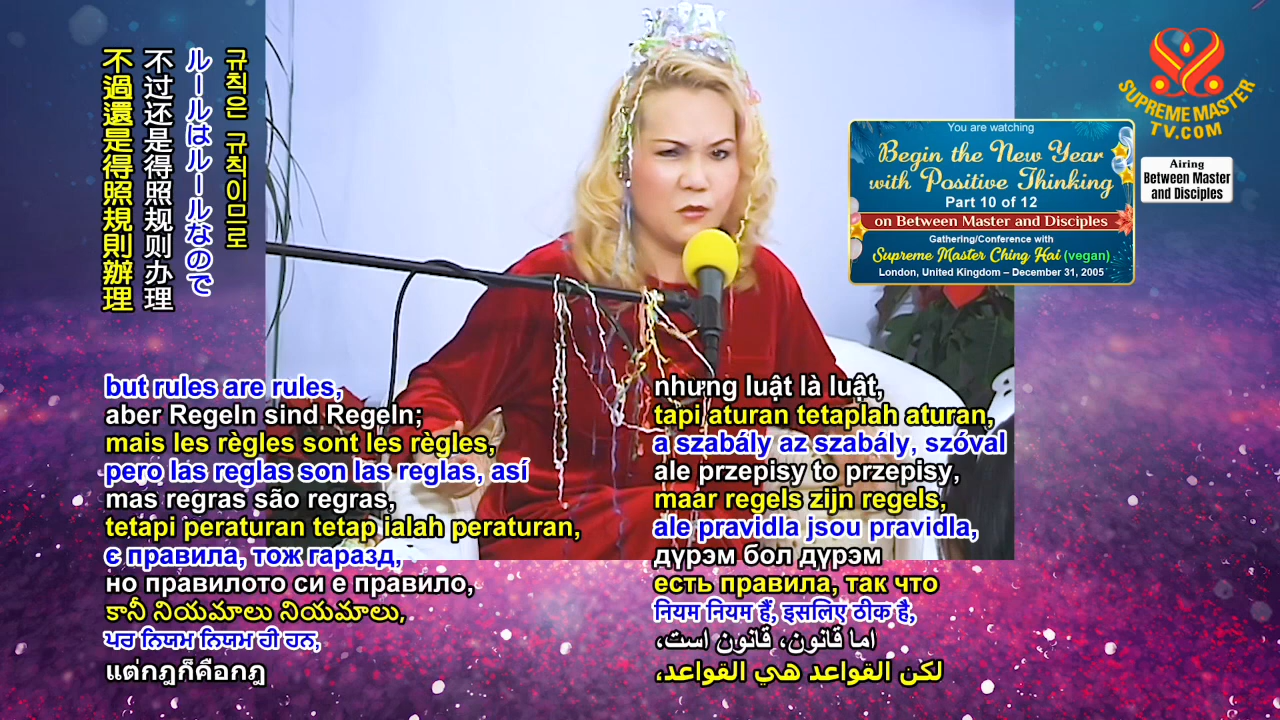 규칙은 규칙이므로
ルールはルールなので
不过还是得照规则办理
不過還是得照規則辦理
SUPREME MASTER
TV.COM
You are watching
Begin the New Year
with Positive Thinking
Part 10 of 12
on Between Master and Disciples
Gathering/Conference with
Supreme Master Ching Hai (vegan)
London, United Kingdom – December 31, 2005
Airing
Between Master
and Disciples
but rules are rules,
aber Regeln sind Regeln;
mais les règles sont les règles,
pero las reglas son las reglas, así
mas regras são regras,
tetapi peraturan tetap ialah peraturan,
є правила, тож гаразд,
но правилото си е правило,
కానీ నియమాలు నియమాలు,
ਪਰ ਨਿਯਮ ਨਿਯਮ ਹੀ ਹਨ,
แต่กฎก็คือกฎ
nhưng luật là luật,
tapi aturan tetaplah aturan,
a szabály az szabály, szóval
ale przepisy to przepisy,
maar regels zijn regels,
ale pravidla jsou pravidla,
дүрэм бол дүрэм
есть правила, так что
नियम नियम हैं, इसलिए ठीक है,
اما قانون، قانون است،
لكن القواعد هي القواعد،